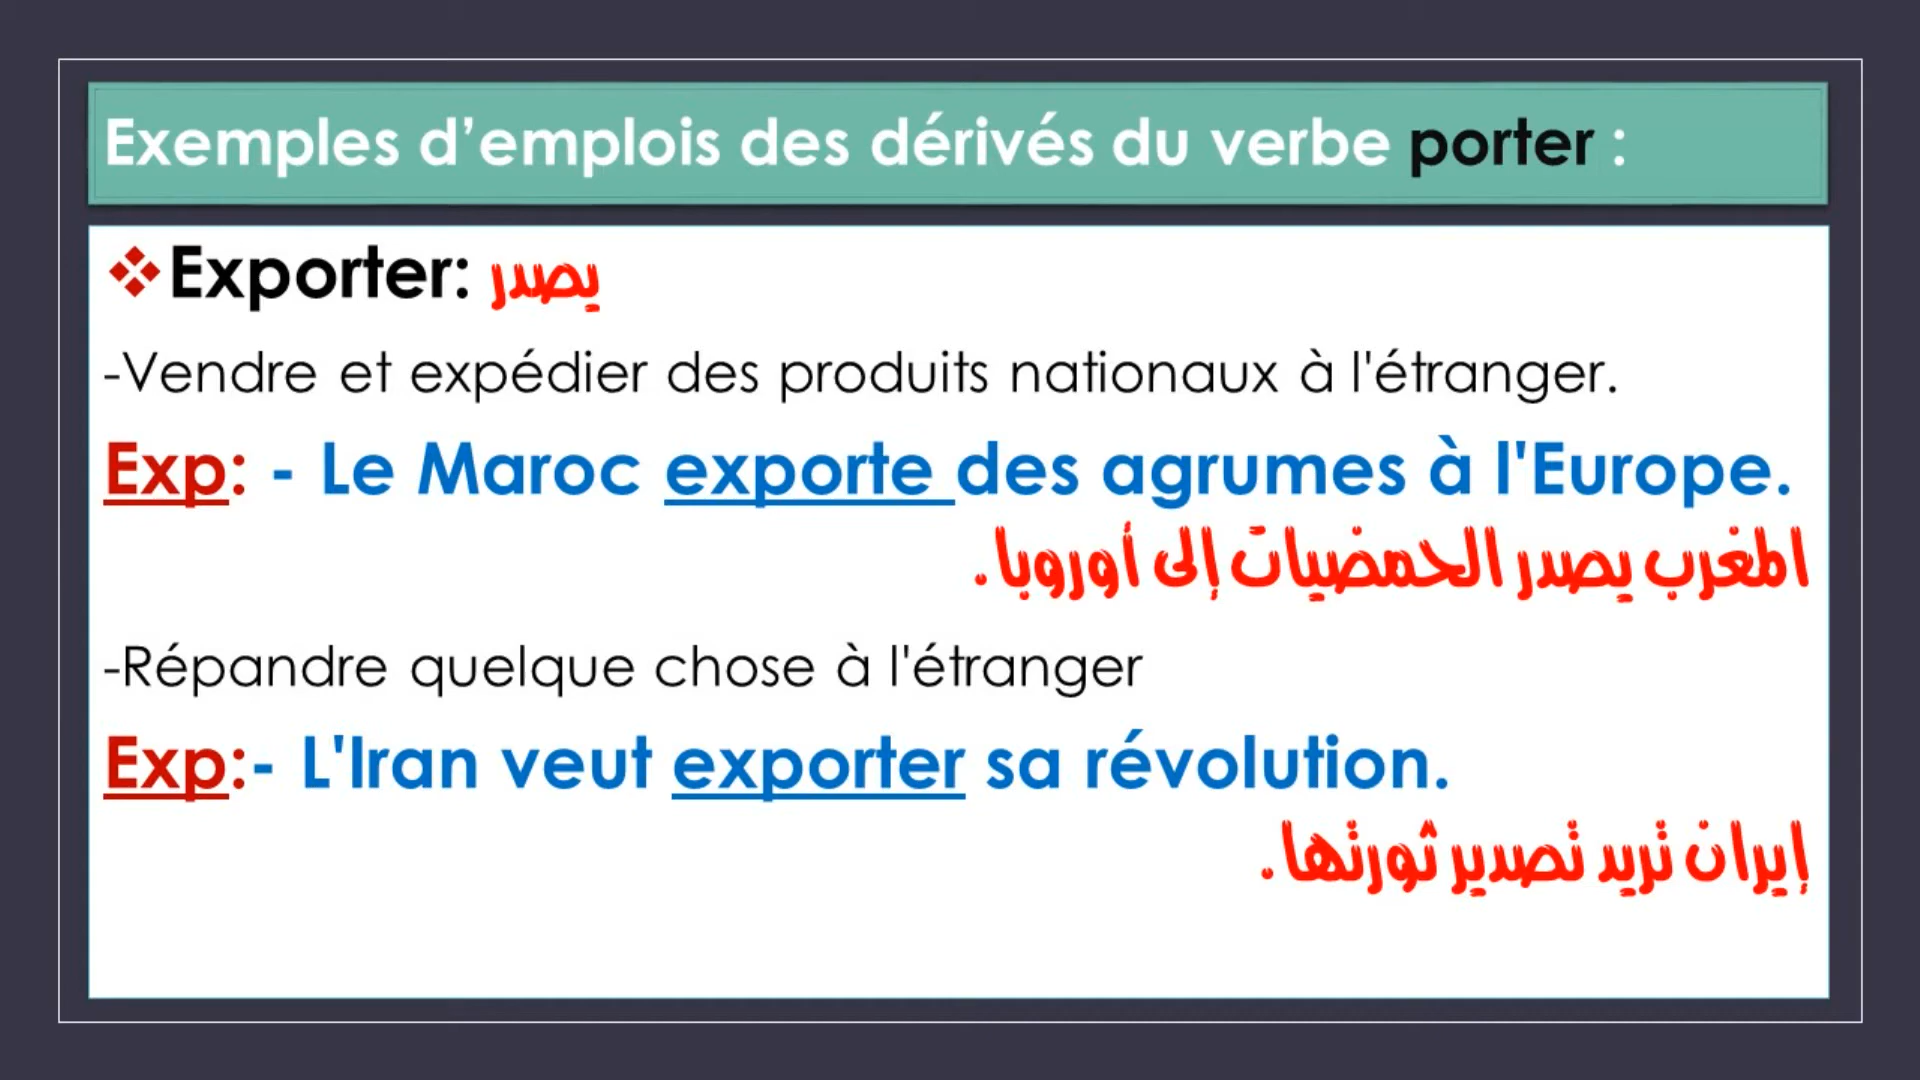 Exemples d’emplois des dérivés du verbe porter :
❖Exporter: يصدر
-Vendre et expédier des produits nationaux à l'étranger.
Exp: - Le Maroc exporte des agrumes à l'Europe.
المغرب يصدر الحمضيات إلى أوروبا.
-Répandre quelque chose à l'étranger
Exp:- L'Iran veut exporter sa révolution.
إيران تريد تصدير ثورتها.